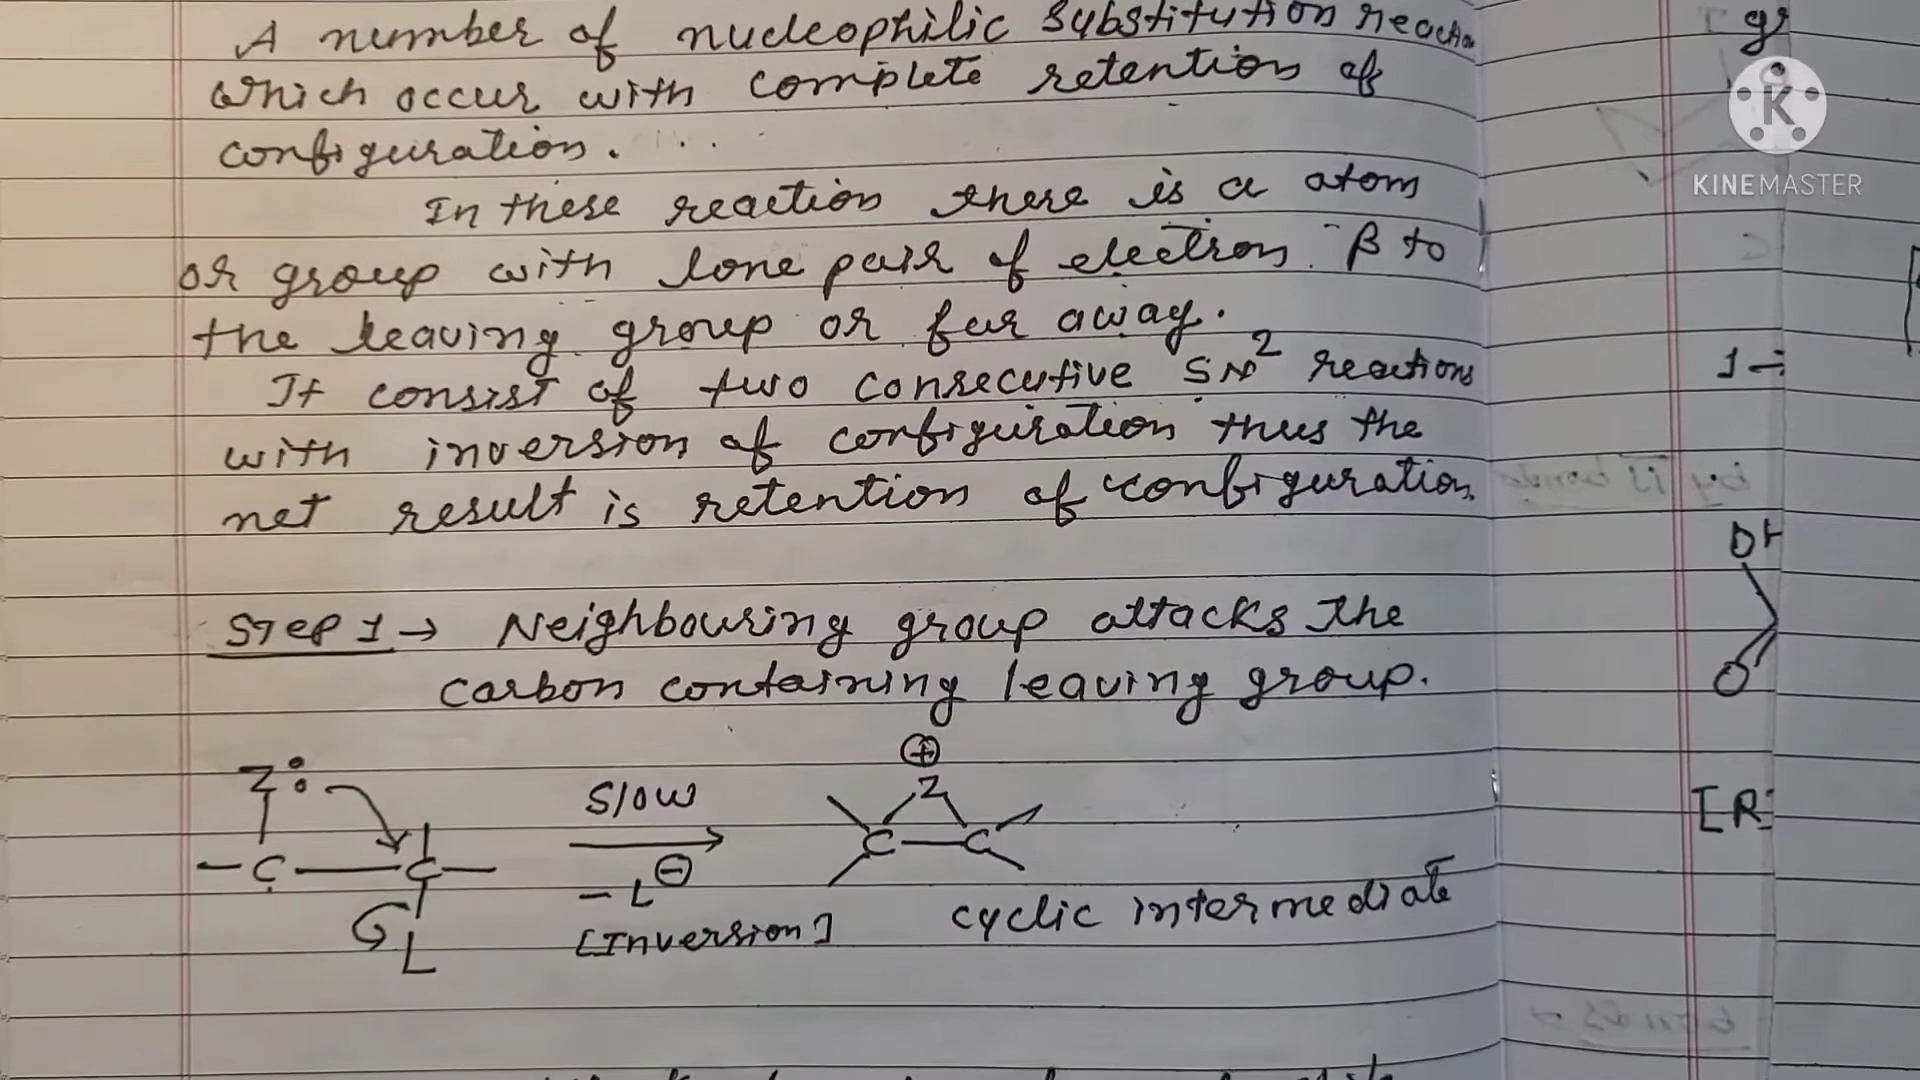 A number of nucleophilic substitution reaction
which occur with complete retention of
configuration.
In these reaction there is a atom
or group with lone pair of electron β to
the leaving group or far away.
It consist of two consecutive SN2 reactions
with inversion of configuration thus the
net result is retention of configuration.
STEP 1 → Neighbouring group attacks the
carbon containing leaving group.
Z:
C C
L
slow
-L⊖
[Inversion]
⊕
Z
C C
cyclic intermediate
K
KINEMASTER
1-
O
[R